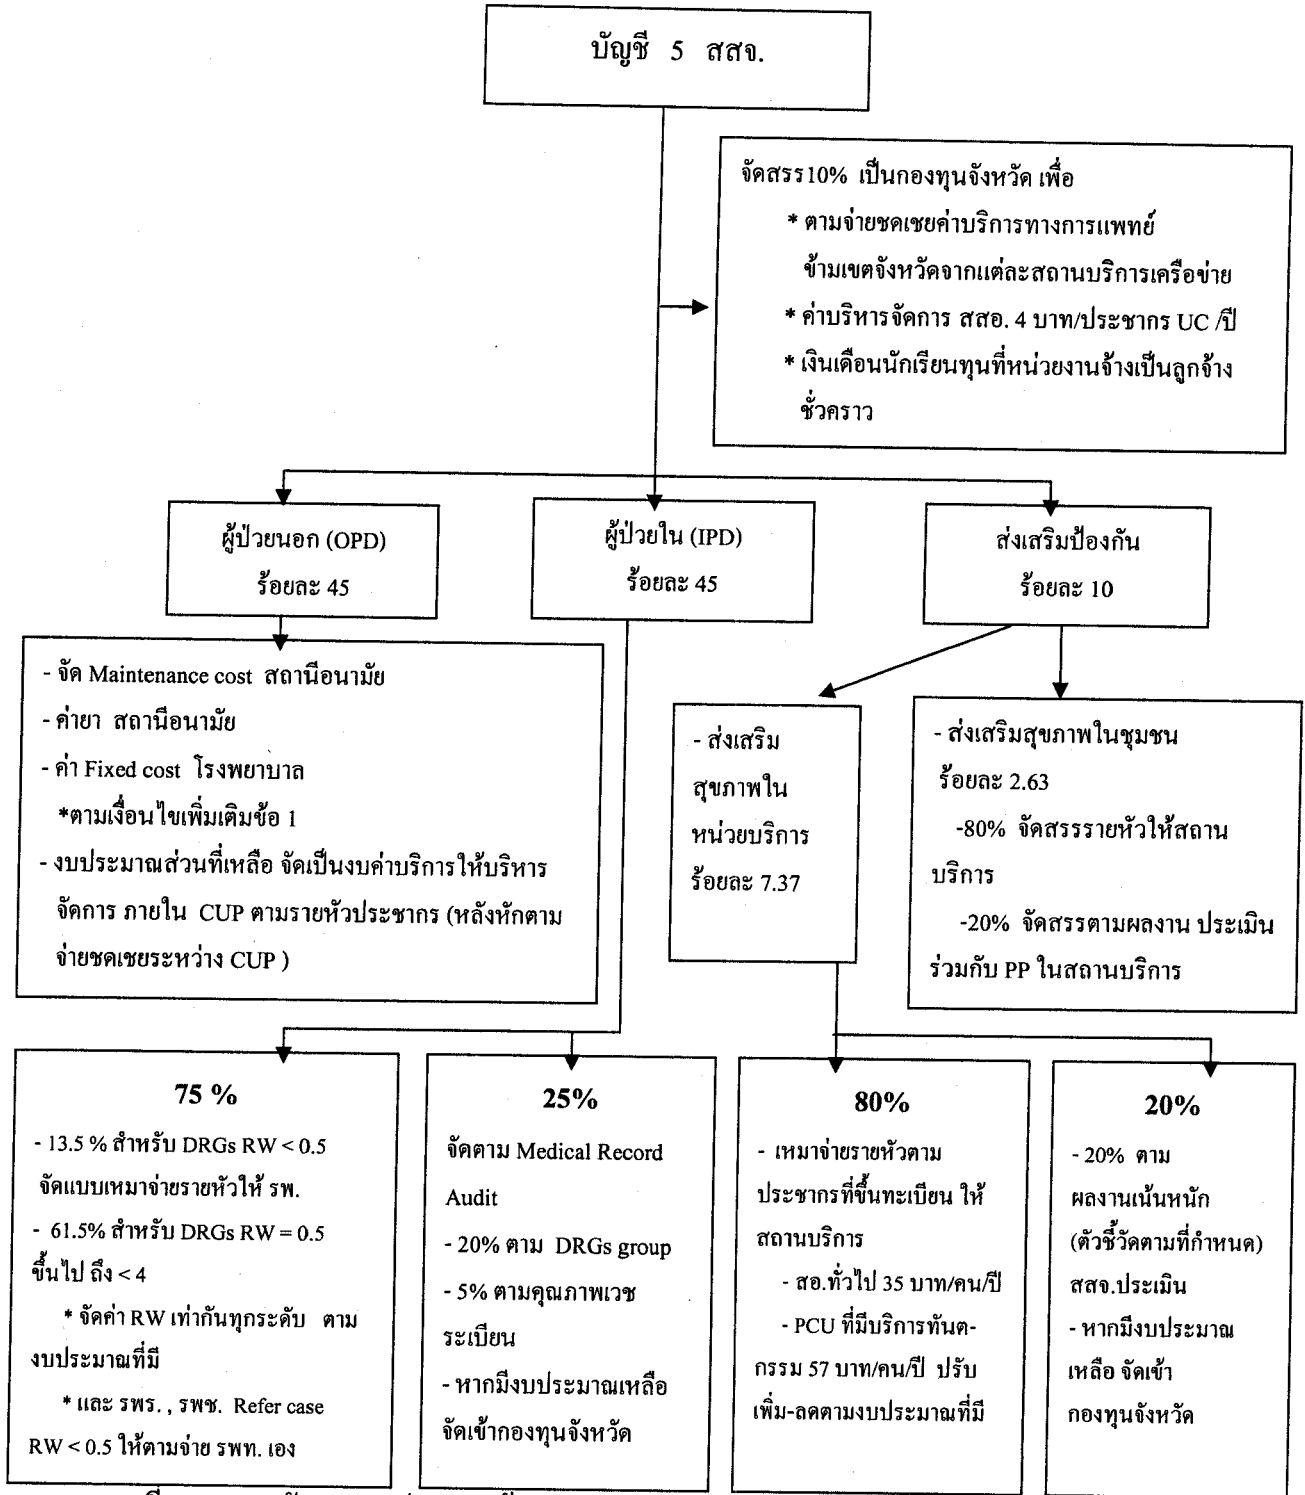 บัญชี 5 สสจ.
จัดสรร10% เป็นกองทุนจังหวัด เพื่อ
* ตามจ่ายชดเชยค่าบริการทางการแพทย์
ข้ามเขตจังหวัดจากแต่ละสถานบริการเครือข่าย
* ค่าบริหารจัดการ สสอ. 4 บาท/ประชากร UC /ปี
* เงินเดือนนักเรียนทุนที่หน่วยงานจ้างเป็นลูกจ้าง
ชั่วคราว
ผู้ป่วยนอก (OPD)
ร้อยละ 45
ผู้ป่วยใน (IPD)
ร้อยละ 45
ส่งเสริมป้องกัน
ร้อยละ 10
- จัด Maintenance cost สถานีอนามัย
- ค่ายา สถานีอนามัย
- ค่า Fixed cost โรงพยาบาล
*ตามเงื่อนไขเพิ่มเติมข้อ 1
- งบประมาณส่วนที่เหลือ จัดเป็นงบค่าบริการให้บริหาร
จัดการ ภายใน CUP ตามรายหัวประชากร (หลังหักตาม
จ่ายชดเชยระหว่าง CUP )
- ส่งเสริม
สุขภาพใน
หน่วยบริการ
ร้อยละ 7.37
- ส่งเสริมสุขภาพในชุมชน
ร้อยละ 2.63
-80% จัดสรรรายหัวให้สถาน
บริการ
-20% จัดสรรตามผลงาน ประเมิน
ร่วมกับ PP ในสถานบริการ
75 %
- 13.5 % สำหรับ DRGs RW < 0.5
จัดแบบเหมาจ่ายรายหัวให้ รพ.
- 61.5% สำหรับ DRGs RW = 0.5
ขึ้นไป ถึง < 4
* จัดค่า RW เท่ากันทุกระดับ ตาม
งบประมาณที่มี
* และ รพร. , รพช. Refer case
RW < 0.5 ให้ตามจ่าย รพท. เอง
25%
จัดตาม Medical Record
Audit
- 20% ตาม DRGs group
- 5% ตามคุณภาพเวช
ระเบียน
- หากมีงบประมาณเหลือ
จัดเข้ากองทุนจังหวัด
80%
- เหมาจ่ายรายหัวตาม
ประชากรที่ขึ้นทะเบียน ให้
สถานบริการ
- สอ.ทั่วไป 35 บาท/คน/ปี
- PCU ที่มีบริการทันต-
กรรม 57 บาท/คน/ปี ปรับ
เพิ่ม-ลดตามงบประมาณที่มี
20%
- 20% ตาม
ผลงานเน้นหนัก
(ตัวชี้วัดตามที่กำหนด)
สสจ.ประเมิน
- หากมีงบประมาณ
เหลือ จัดเข้า
กองทุนจังหวัด